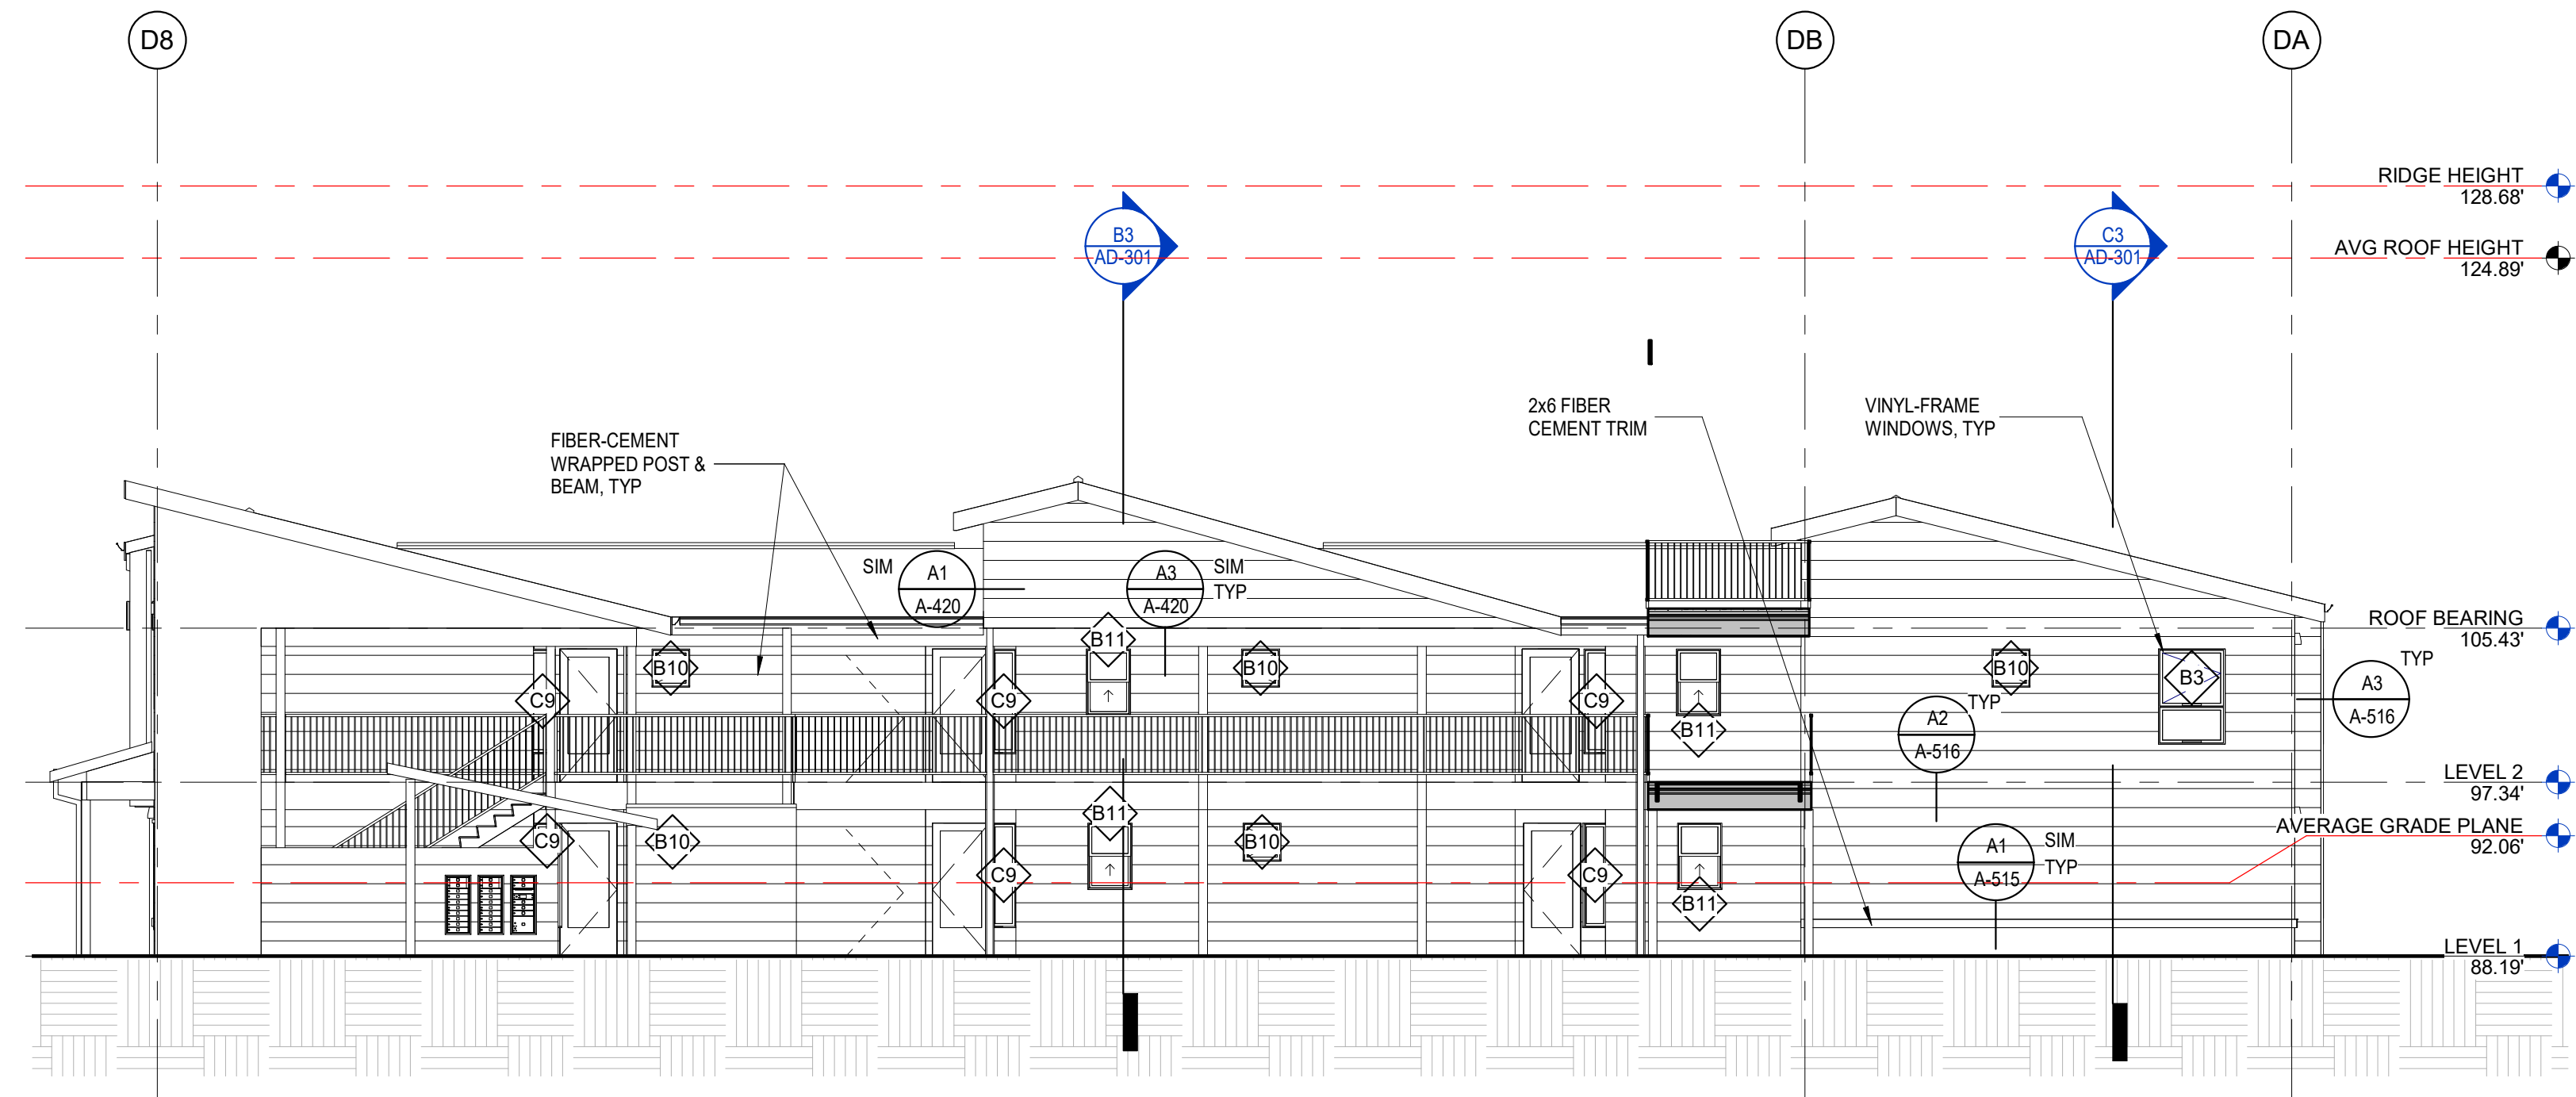 D8
DB
DA
RIDGE HEIGHT
128.68'
B3
AD-301
C3
AD-301
AVG ROOF HEIGHT
124.89'
2x6 FIBER
CEMENT TRIM
VINYL-FRAME
WINDOWS, TYP
FIBER-CEMENT
WRAPPED POST &
BEAM, TYP
SIM
A1
A-420
A3
A-420
SIM
TYP
ROOF BEARING
105.43'
B11
B10
B10
B10
B3
TYP
A3
A-516
C9
C9
C9
B11
A2
A-516
TYP
LEVEL 2
97.34'
B11
AVERAGE GRADE PLANE
92.06'
C9
B10
B10
A1
A-515
SIM
TYP
C9
C9
B11
LEVEL 1
88.19'